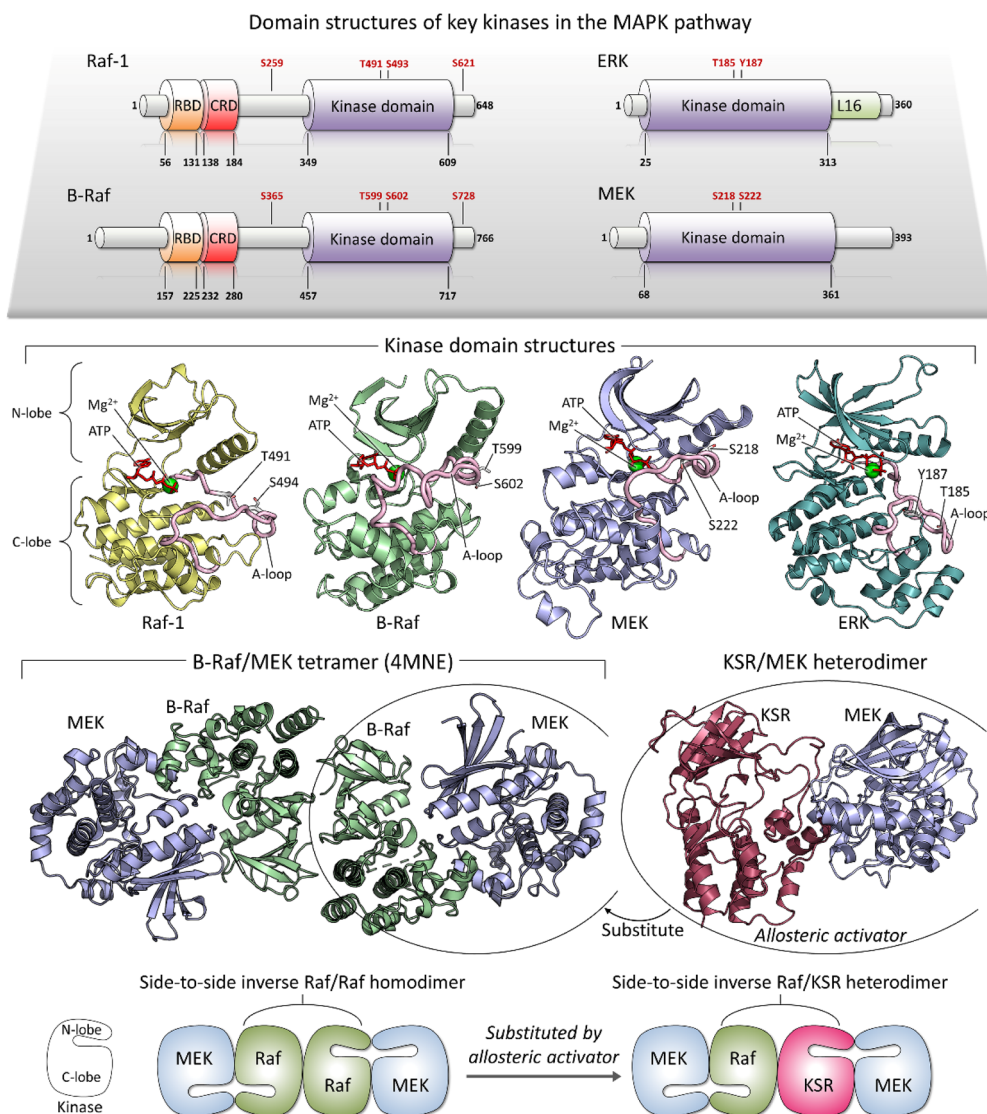 Domain structures of key kinases in the MAPK pathway
Raf-1
S259
T491 S493
S621
1
RBD
CRD
Kinase domain
648
56
131
138
184
349
609
ERK
T185 Y187
1
Kinase domain
L16
360
25
313
B-Raf
S365
T599 S602
S728
1
RBD
CRD
Kinase domain
766
157
225
232
280
457
717
MEK
S218 S222
1
Kinase domain
393
68
361
Kinase domain structures
N-lobe
C-lobe
Mg2+
ATP
T491
S494
A-loop
Raf-1
Mg2+
ATP
T599
S602
A-loop
B-Raf
ATP
Mg2+
S218
A-loop
S222
MEK
ATP
Mg2+
Y187
T185
A-loop
ERK
B-Raf/MEK tetramer (4MNE)
MEK
B-Raf
B-Raf
MEK
KSR/MEK heterodimer
KSR
MEK
Substitute
Allosteric activator
Side-to-side inverse Raf/Raf homodimer
Side-to-side inverse Raf/KSR heterodimer
N-lobe
C-lobe
Kinase
MEK
Raf
Raf
MEK
Substituted by
allosteric activator
MEK
Raf
KSR
MEK